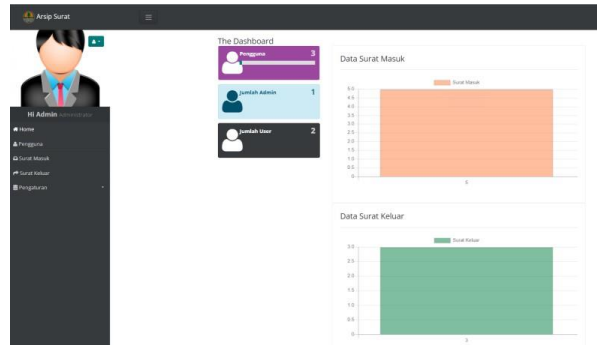 Arsip Surat
Hi Admin Administrator
Home
Pengguna
Surat Masuk
Surat Keluar
Pengaturan
The Dashboard
Pengguna 3
Jumlah Admin 1
Jumlah User 2
Data Surat Masuk
Surat Masuk
5.0
4.5
4.0
3.5
3.0
2.5
2.0
1.5
1.0
0.5
0
Data Surat Keluar
Surat Keluar
3.0
2.5
2.0
1.5
1.0
0.5
0